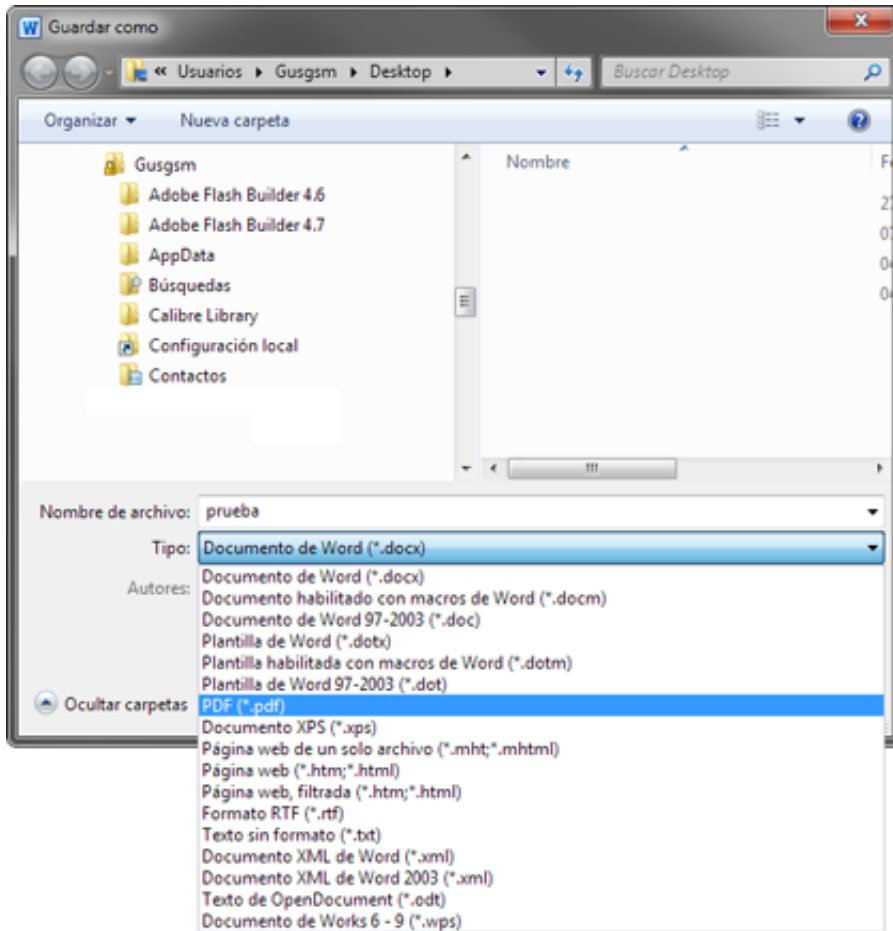 Guardar como
« Usuarios ▸ Gusgsm ▸ Desktop ▸
Buscar Desktop
Organizar
Nueva carpeta
Gusgsm
Adobe Flash Builder 4.6
Adobe Flash Builder 4.7
AppData
Búsquedas
Calibre Library
Configuración local
Contactos
Nombre
Nombre de archivo: prueba
Tipo: Documento de Word (*.docx)
Autores:
Documento de Word (*.docx)
Documento habilitado con macros de Word (*.docm)
Documento de Word 97-2003 (*.doc)
Plantilla de Word (*.dotx)
Plantilla habilitada con macros de Word (*.dotm)
Plantilla de Word 97-2003 (*.dot)
Ocultar carpetas
PDF (*.pdf)
Documento XPS (*.xps)
Página web de un solo archivo (*.mht;*.mhtml)
Página web (*.htm;*.html)
Página web, filtrada (*.htm;*.html)
Formato RTF (*.rtf)
Texto sin formato (*.txt)
Documento XML de Word (*.xml)
Documento XML de Word 2003 (*.xml)
Texto de OpenDocument (*.odt)
Documento de Works 6 - 9 (*.wps)